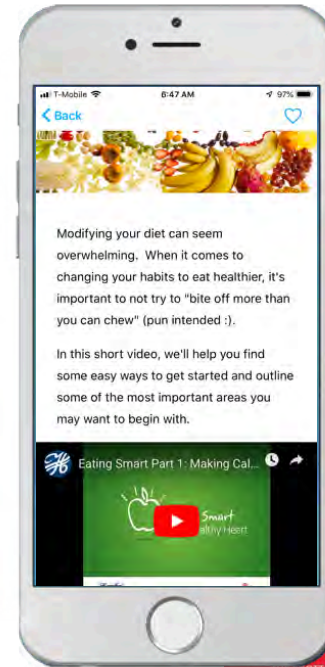 T-Mobile 6:47 AM 97%
Back
Modifying your diet can seem
overwhelming. When it comes to
changing your habits to eat healthier, it's
important to not try to "bite off more than
you can chew" (pun intended :).
In this short video, we'll help you find
some easy ways to get started and outline
some of the most important areas you
may want to begin with.
Eating Smart Part 1: Making Cal...
Smart
althy Heart